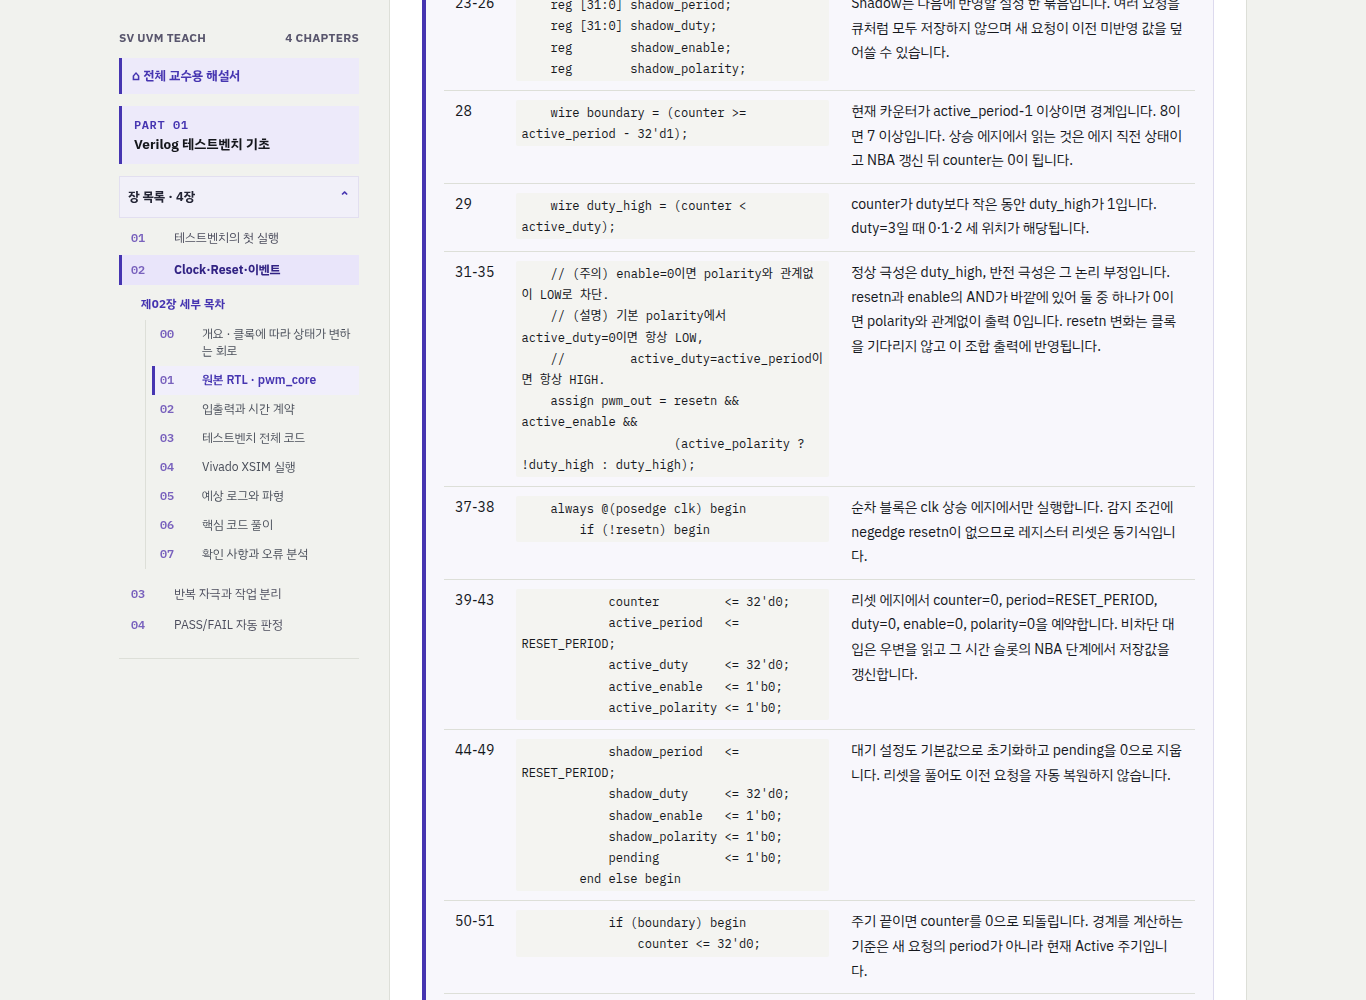 SV UVM TEACH
4 CHAPTERS
⌂ 전체 교수용 해설서
PART 01
Verilog 테스트벤치 기초
장 목록 · 4장
01 테스트벤치의 첫 실행
02 Clock·Reset·이벤트
제02장 세부 목차
00 개요 · 클록에 따라 상태가 변하
는 회로
01 원본 RTL · pwm_core
02 입출력과 시간 계약
03 테스트벤치 전체 코드
04 Vivado XSIM 실행
05 예상 로그와 파형
06 핵심 코드 풀이
07 확인 사항과 오류 분석
03 반복 자극과 작업 분리
04 PASS/FAIL 자동 판정
23-26
reg [31:0] shadow_period;
reg [31:0] shadow_duty;
reg shadow_enable;
reg shadow_polarity;
Shadow는 다음에 반영할 설정 한 묶음입니다. 여러 요청을
큐처럼 모두 저장하지 않으며 새 요청이 이전 미반영 값을 덮
어쓸 수 있습니다.
28
wire boundary = (counter >=
active_period - 32'd1);
현재 카운터가 active_period-1 이상이면 경계입니다. 8이
면 7 이상입니다. 상승 에지에서 읽는 것은 에지 직전 상태이
고 NBA 갱신 뒤 counter는 0이 됩니다.
29
wire duty_high = (counter <
active_duty);
counter가 duty보다 작은 동안 duty_high가 1입니다.
duty=3일 때 0·1·2 세 위치가 해당됩니다.
31-35
// (주의) enable=0이면 polarity와 관계없
이 LOW로 차단.
// (설명) 기본 polarity에서
active_duty=0이면 항상 LOW,
// active_duty=active_period이
면 항상 HIGH.
assign pwm_out = resetn &&
active_enable &&
(active_polarity ?
!duty_high : duty_high);
정상 극성은 duty_high, 반전 극성은 그 논리 부정입니다.
resetn과 enable의 AND가 바깥에 있어 둘 중 하나가 0이
면 polarity와 관계없이 출력 0입니다. resetn 변화는 클록
을 기다리지 않고 이 조합 출력에 반영됩니다.
37-38
always @(posedge clk) begin
if (!resetn) begin
순차 블록은 clk 상승 에지에서만 실행합니다. 감지 조건에
negedge resetn이 없으므로 레지스터 리셋은 동기식입니
다.
39-43
counter <= 32'd0;
active_period <=
RESET_PERIOD;
active_duty <= 32'd0;
active_enable <= 1'b0;
active_polarity <= 1'b0;
리셋 에지에서 counter=0, period=RESET_PERIOD,
duty=0, enable=0, polarity=0을 예약합니다. 비차단 대
입은 우변을 읽고 그 시간 슬롯의 NBA 단계에서 저장값을
갱신합니다.
44-49
shadow_period <=
RESET_PERIOD;
shadow_duty <= 32'd0;
shadow_enable <= 1'b0;
shadow_polarity <= 1'b0;
pending <= 1'b0;
end else begin
대기 설정도 기본값으로 초기화하고 pending을 0으로 지웁
니다. 리셋을 풀어도 이전 요청을 자동 복원하지 않습니다.
50-51
if (boundary) begin
counter <= 32'd0;
주기 끝이면 counter를 0으로 되돌립니다. 경계를 계산하는
기준은 새 요청의 period가 아니라 현재 Active 주기입니
다.